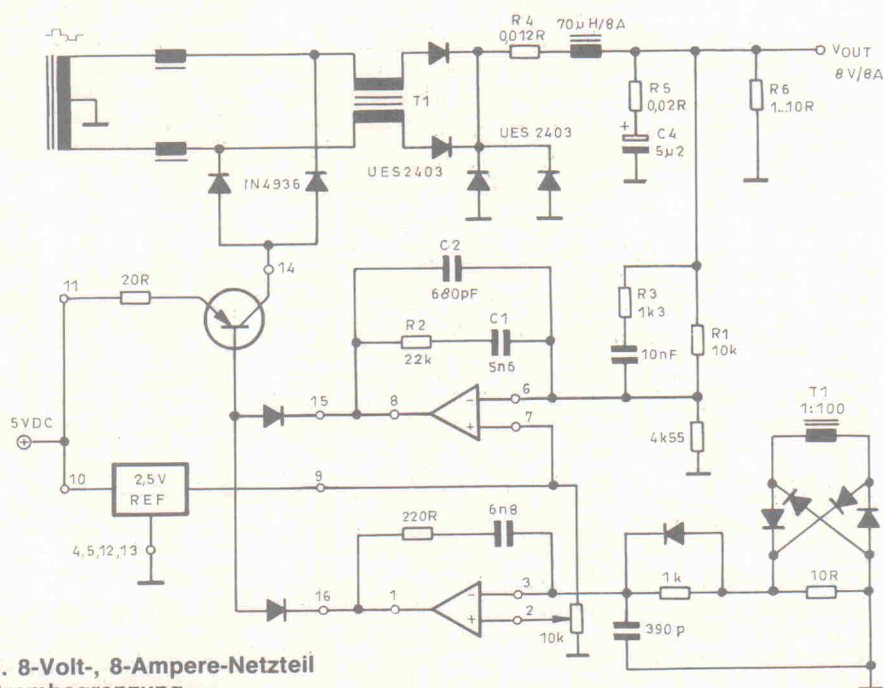 R4
0,012R
70µH/8A
VOUT
8V/8A
T1
R5
0,02R
+
C4
5µ2
R6
1...10R
UES 2403
UES2403
1N4936
14
11
20R
C2
680pF
R2
22k
C1
5n6
R3
1k3
10nF
R1
10k
T1
1:100
15
8
-
6
+
7
4k55
5VDC
+
10
2,5V
REF
9
4,5,12,13
220R
6n8
16
1
-
3
+
2
10k
1k
10R
390p
. 8-Volt-, 8-Ampere-Netzteil